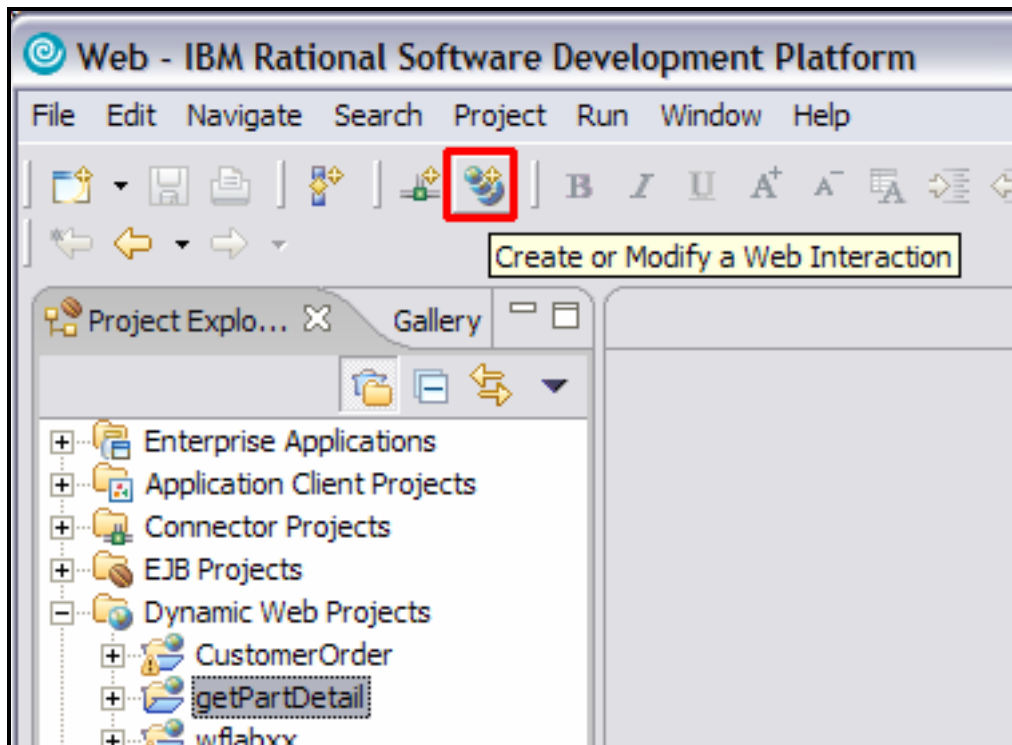 Web - IBM Rational Software Development Platform
File Edit Navigate Search Project Run Window Help
B I U A+ A- A
Create or Modify a Web Interaction
Project Explo... Gallery
Enterprise Applications
Application Client Projects
Connector Projects
EJB Projects
Dynamic Web Projects
CustomerOrder
getPartDetail
wflabxx